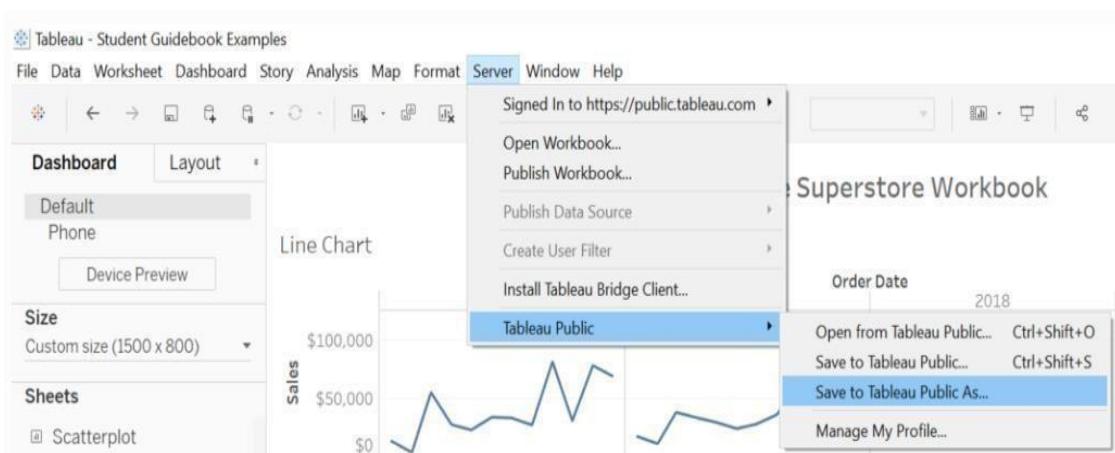 Tableau - Student Guidebook Examples
File Data Worksheet Dashboard Story Analysis Map Format Server Window Help
Signed In to https://public.tableau.com
Open Workbook...
Publish Workbook...
Publish Data Source
Create User Filter
Install Tableau Bridge Client...
Tableau Public
Open from Tableau Public... Ctrl+Shift+O
Save to Tableau Public... Ctrl+Shift+S
Save to Tableau Public As...
Manage My Profile...
Dashboard Layout
Default
Phone
Device Preview
Size
Custom size (1500 x 800)
Sheets
Scatterplot
Superstore Workbook
Line Chart
Order Date
2018
Sales
$100,000
$50,000
$0